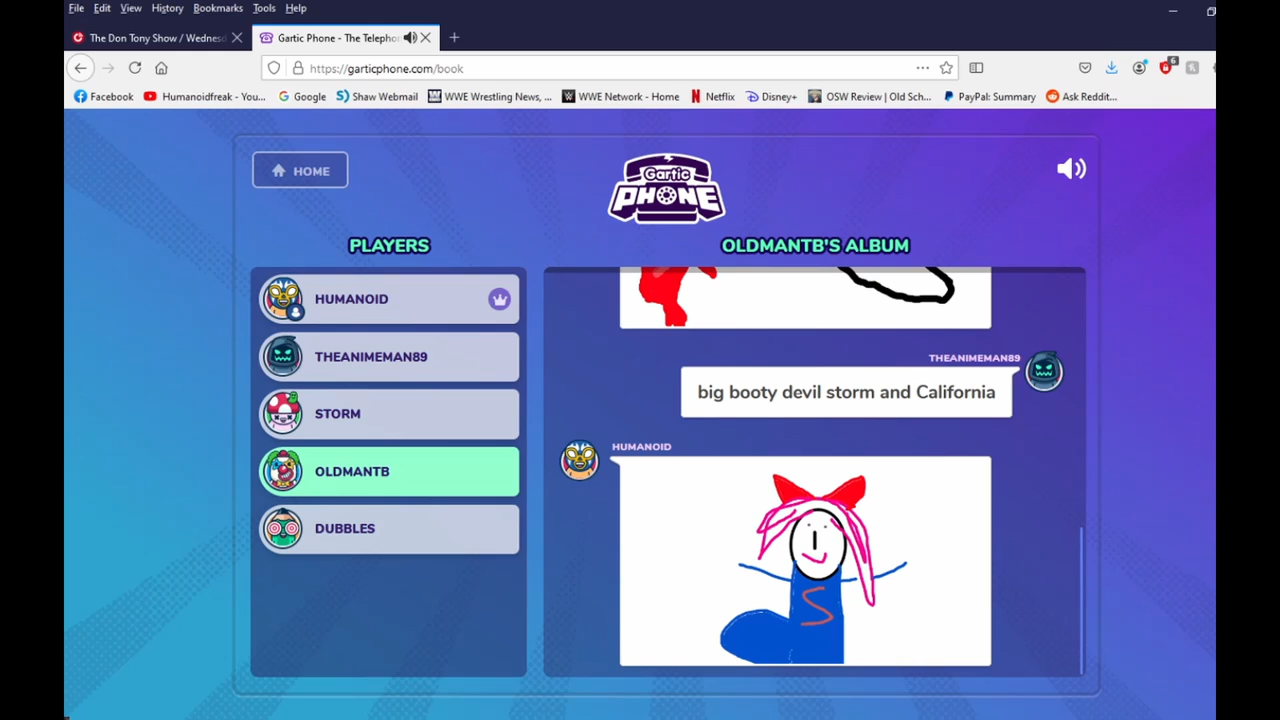 File Edit View History Bookmarks Tools Help
The Don Tony Show / Wednesd
Gartic Phone - The Telepho
https://garticphone.com/book
Facebook Humanoidfreak - You... Google Shaw Webmail WWE Wrestling News, ... WWE Network - Home Netflix Disney+ OSW Review | Old Sch... PayPal: Summary Ask Reddit...
6
HOME
Gartic
PHONE
PLAYERS
OLDMANTB'S ALBUM
HUMANOID
THEANIMEMAN89
STORM
OLDMANTB
DUBBLES
THEANIMEMAN89
big booty devil storm and California
HUMANOID
S